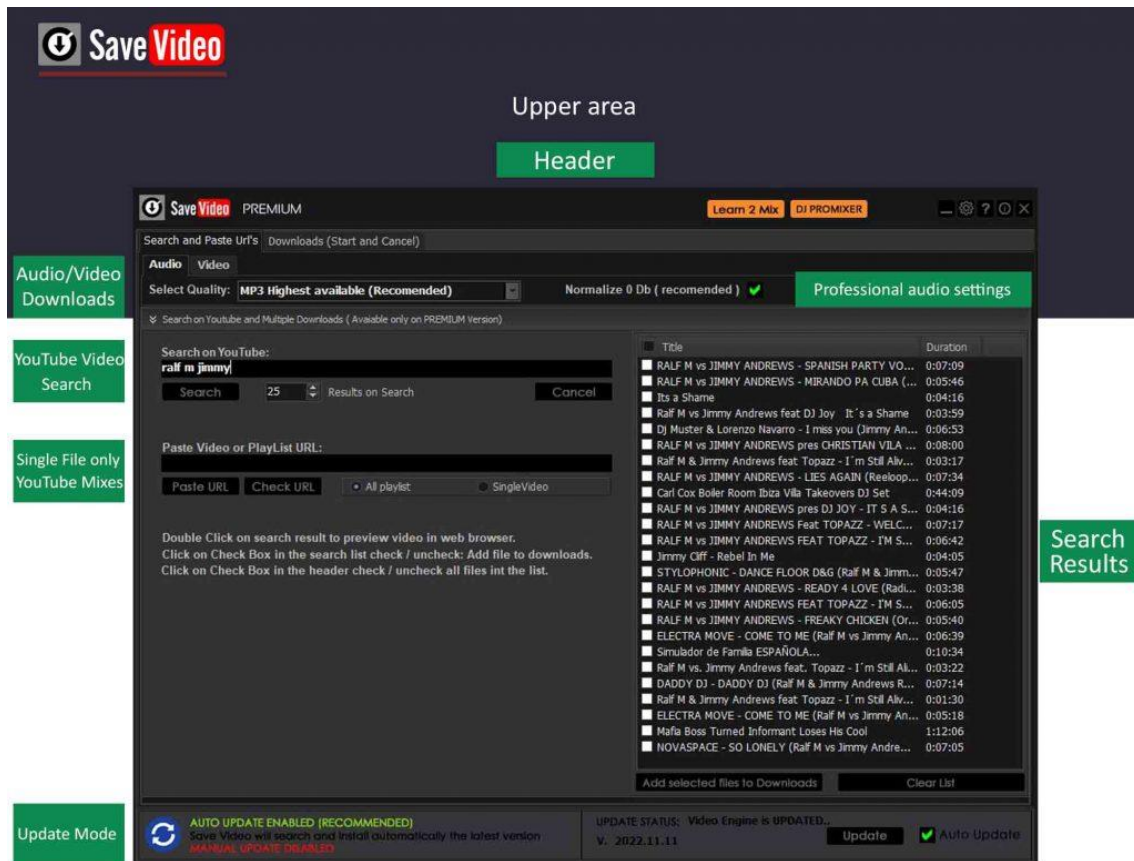 Save Video
Upper area
Header
Save Video PREMIUM
Learn 2 Mix
DJ PROMIXER
Search and Paste Url's
Downloads (Start and Cancel)
Audio/Video
Downloads
Audio
Video
Select Quality: MP3 Highest available (Recomended)
Normalize 0 Db ( recomended )
Professional audio settings
Search on Youtube and Multiple Downloads ( Avaiable only on PREMIUM Version)
YouTube Video
Search
Search on YouTube:
ralf m jimmy
Search
25
Results on Search
Cancel
Single File only
YouTube Mixes
Paste Video or PlayList URL:
Paste URL
Check URL
All playlist
SingleVideo
Double Click on search result to preview video in web browser.
Click on Check Box in the search list check / uncheck: Add file to downloads.
Click on Check Box in the header check / uncheck all files int the list.
Title Duration
RALF M vs JIMMY ANDREWS - SPANISH PARTY VO... 0:07:09
RALF M vs JIMMY ANDREWS - MIRANDO PA CUBA (... 0:05:46
Its a Shame 0:04:16
Ralf M vs Jimmy Andrews feat DJ Joy It´s a Shame 0:03:59
Dj Muster & Lorenzo Navarro - I miss you (Jimmy An... 0:06:53
RALF M vs JIMMY ANDREWS pres CHRISTIAN VILA ... 0:08:00
Ralf M & Jimmy Andrews feat Topazz - I´m Still Aliv... 0:03:17
RALF M vs JIMMY ANDREWS - LIES AGAIN (Reeloop... 0:07:34
Carl Cox Boiler Room Ibiza Villa Takeovers DJ Set 0:44:09
RALF M vs JIMMY ANDREWS pres DJ JOY - IT S A S... 0:04:16
RALF M vs JIMMY ANDREWS Feat TOPAZZ - WELC... 0:07:17
RALF M vs JIMMY ANDREWS FEAT TOPAZZ - I'M S... 0:06:42
Jimmy Cliff - Rebel In Me 0:04:05
STYLOPHONIC - DANCE FLOOR D&G (Ralf M & Jimm... 0:05:47
RALF M vs JIMMY ANDREWS - READY 4 LOVE (Radi... 0:03:38
RALF M vs JIMMY ANDREWS FEAT TOPAZZ - I'M S... 0:06:05
RALF M vs JIMMY ANDREWS - FREAKY CHICKEN (Or... 0:05:40
ELECTRA MOVE - COME TO ME (Ralf M vs Jimmy An... 0:06:39
Simulador de Familia ESPAÑOLA... 0:10:34
Ralf M vs. Jimmy Andrews feat. Topazz - I´m Still Ali... 0:03:22
DADDY DJ - DADDY DJ (Ralf M & Jimmy Andrews R... 0:07:14
Ralf M & Jimmy Andrews feat Topazz - I´m Still Aliv... 0:01:30
ELECTRA MOVE - COME TO ME (Ralf M vs Jimmy An... 0:05:18
Mafia Boss Turned Informant Loses His Cool 1:12:06
NOVASPACE - SO LONELY (Ralf M vs Jimmy Andre... 0:07:05
Add selected files to Downloads
Clear List
Search
Results
Update Mode
AUTO UPDATE ENABLED (RECOMMENDED)
Save Video will search and install automatically the latest version
MANUAL UPDATE DISABLED
UPDATE STATUS: Video Engine is UPDATED..
V. 2022.11.11
Update
Auto Update